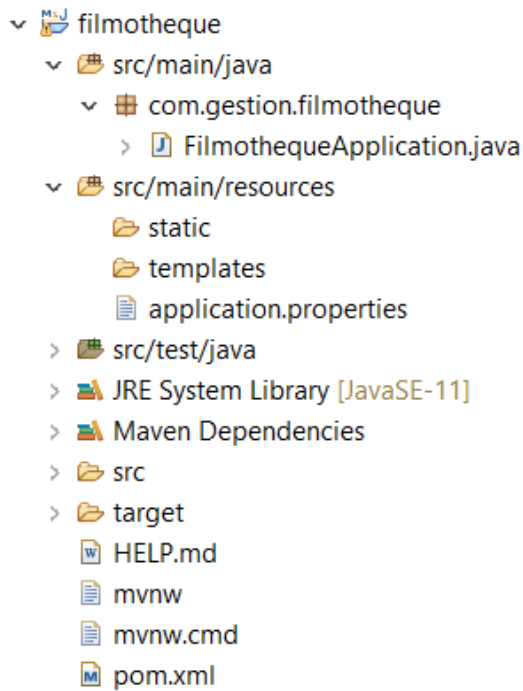 filmotheque
src/main/java
com.gestion.filmotheque
FilmothequeApplication.java
src/main/resources
static
templates
application.properties
src/test/java
JRE System Library [JavaSE-11]
Maven Dependencies
src
target
HELP.md
mvnw
mvnw.cmd
pom.xml